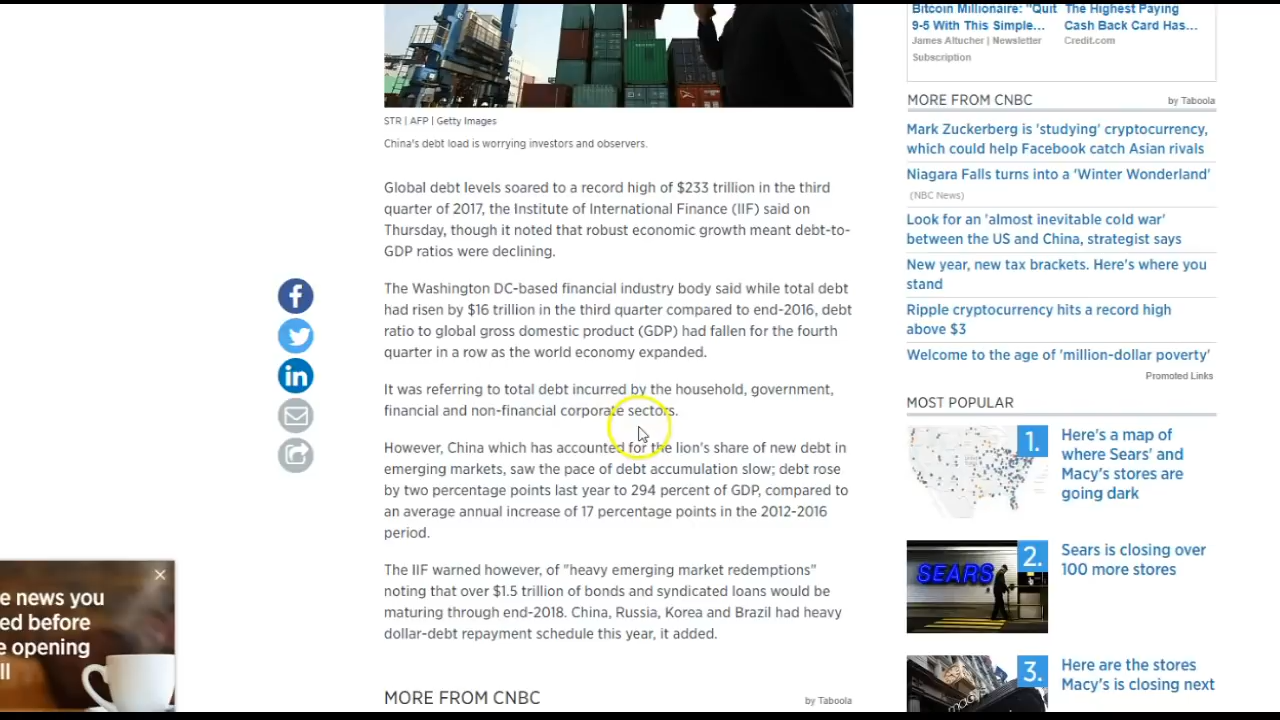 STR | AFP | Getty Images
China's debt load is worrying investors and observers.
Global debt levels soared to a record high of $233 trillion in the third
quarter of 2017, the Institute of International Finance (IIF) said on
Thursday, though it noted that robust economic growth meant debt-to-
GDP ratios were declining.
The Washington DC-based financial industry body said while total debt
had risen by $16 trillion in the third quarter compared to end-2016, debt
ratio to global gross domestic product (GDP) had fallen for the fourth
quarter in a row as the world economy expanded.
It was referring to total debt incurred by the household, government,
financial and non-financial corporate sectors.
However, China which has accounted for the lion's share of new debt in
emerging markets, saw the pace of debt accumulation slow; debt rose
by two percentage points last year to 294 percent of GDP, compared to
an average annual increase of 17 percentage points in the 2012-2016
period.
The IIF warned however, of "heavy emerging market redemptions"
noting that over $1.5 trillion of bonds and syndicated loans would be
maturing through end-2018. China, Russia, Korea and Brazil had heavy
dollar-debt repayment schedule this year, it added.
MORE FROM CNBC
by Taboola
Bitcoin Millionaire: "Quit
9-5 With This Simple...
James Altucher | Newsletter
Subscription
The Highest Paying
Cash Back Card Has...
Credit.com
MORE FROM CNBC
by Taboola
Mark Zuckerberg is 'studying' cryptocurrency,
which could help Facebook catch Asian rivals
Niagara Falls turns into a 'Winter Wonderland'
(NBC News)
Look for an 'almost inevitable cold war'
between the US and China, strategist says
New year, new tax brackets. Here's where you
stand
Ripple cryptocurrency hits a record high
above $3
Welcome to the age of 'million-dollar poverty'
Promoted Links
MOST POPULAR
1.
Here's a map of
where Sears' and
Macy's stores are
going dark
2.
SEARS
Sears is closing over
100 more stores
3.
Here are the stores
Macy's is closing next
e news you
ed before
e opening
ll